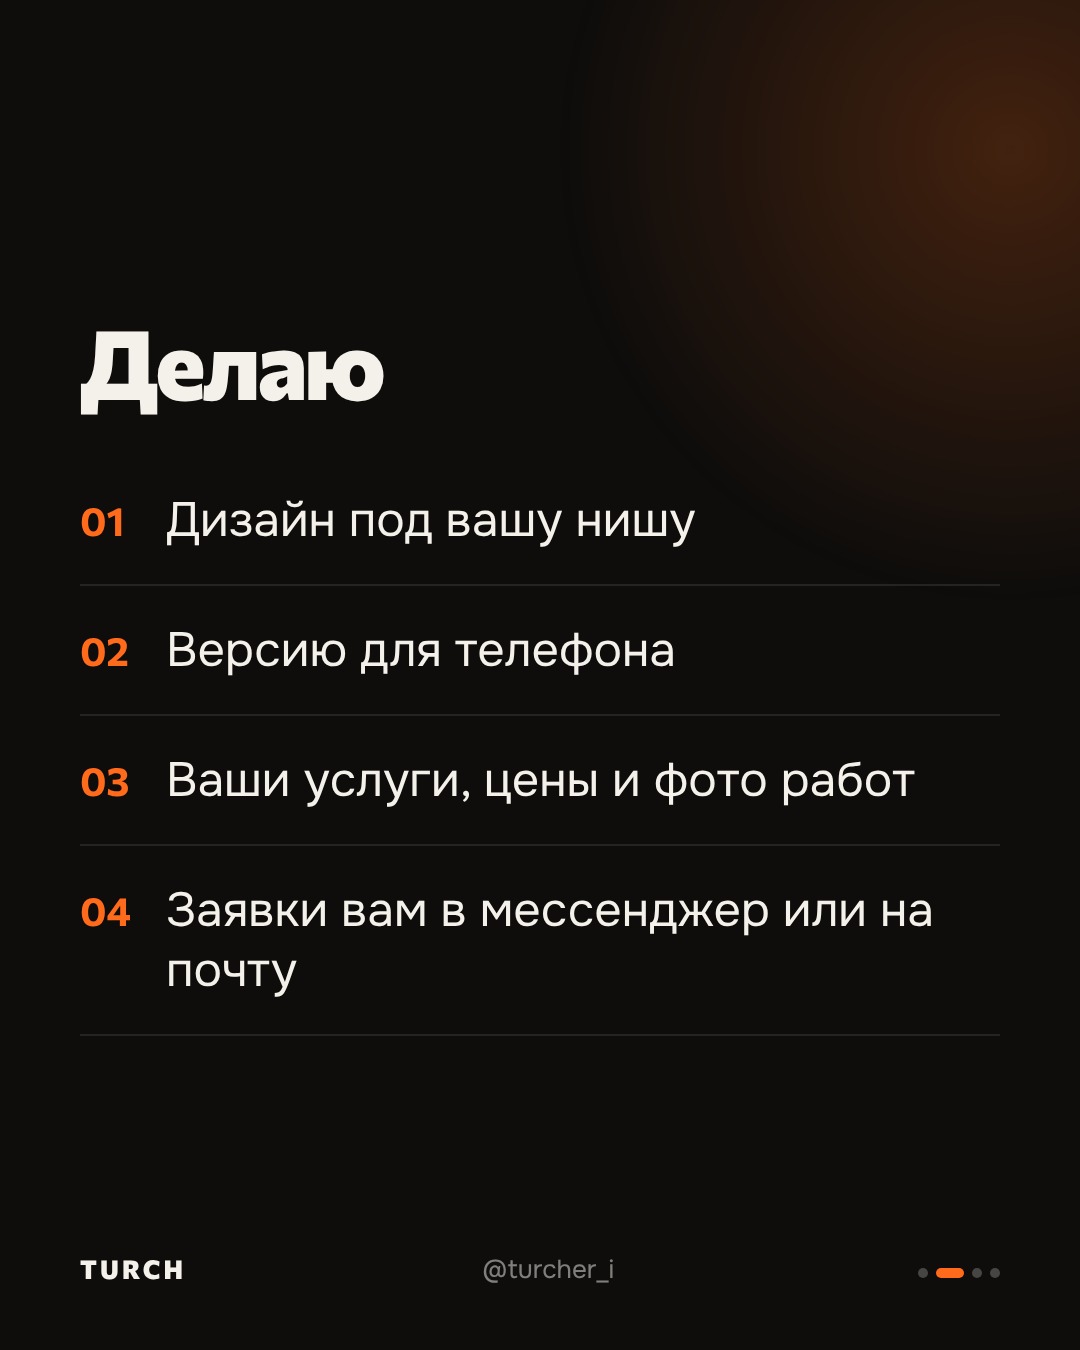 Делаю
01 Дизайн под вашу нишу
02 Версию для телефона
03 Ваши услуги, цены и фото работ
04 Заявки вам в мессенджер или на
почту
TURCH @turcher_i